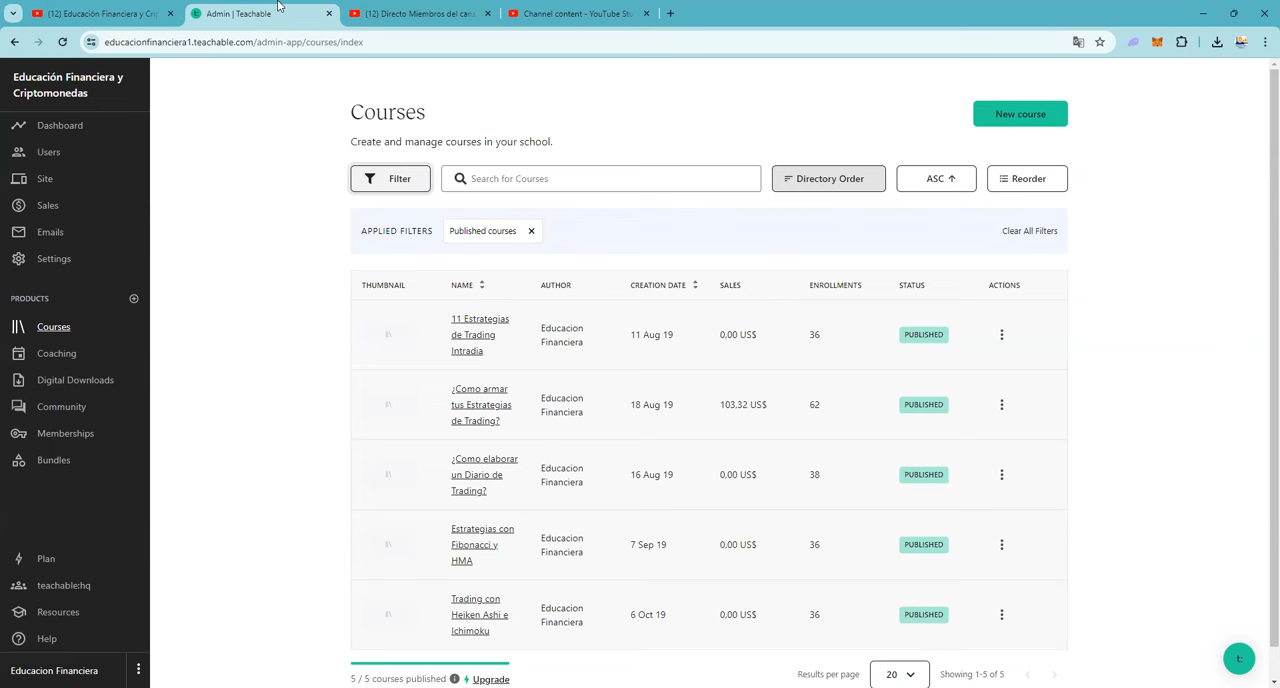 (12) Educación Financiera y Crip
Admin | Teachable
(12) Directo Miembros del cana
Channel content - YouTube Stu
educacionfinanciera1.teachable.com/admin-app/courses/index
Educación Financiera y
Criptomonedas
Dashboard
Users
Site
Sales
Emails
Settings
PRODUCTS
Courses
Coaching
Digital Downloads
Community
Memberships
Bundles
Plan
teachable:hq
Resources
Help
Educacion Financiera
Courses
New course
Create and manage courses in your school.
Filter
Search for Courses
Directory Order
ASC ↑
Reorder
APPLIED FILTERS
Published courses
Clear All Filters
THUMBNAIL NAME AUTHOR CREATION DATE SALES ENROLLMENTS STATUS ACTIONS
11 Estrategias
de Trading
Intradia
Educacion
Financiera
11 Aug 19
0,00 US$
36
PUBLISHED
¿Como armar
tus Estrategias
de Trading?
Educacion
Financiera
18 Aug 19
103,32 US$
62
PUBLISHED
¿Como elaborar
un Diario de
Trading?
Educacion
Financiera
16 Aug 19
0,00 US$
38
PUBLISHED
Estrategias con
Fibonacci y
HMA
Educacion
Financiera
7 Sep 19
0,00 US$
36
PUBLISHED
Trading con
Heiken Ashi e
Ichimoku
Educacion
Financiera
6 Oct 19
0,00 US$
36
PUBLISHED
5 / 5 courses published
Upgrade
Results per page
20
Showing 1-5 of 5
t: